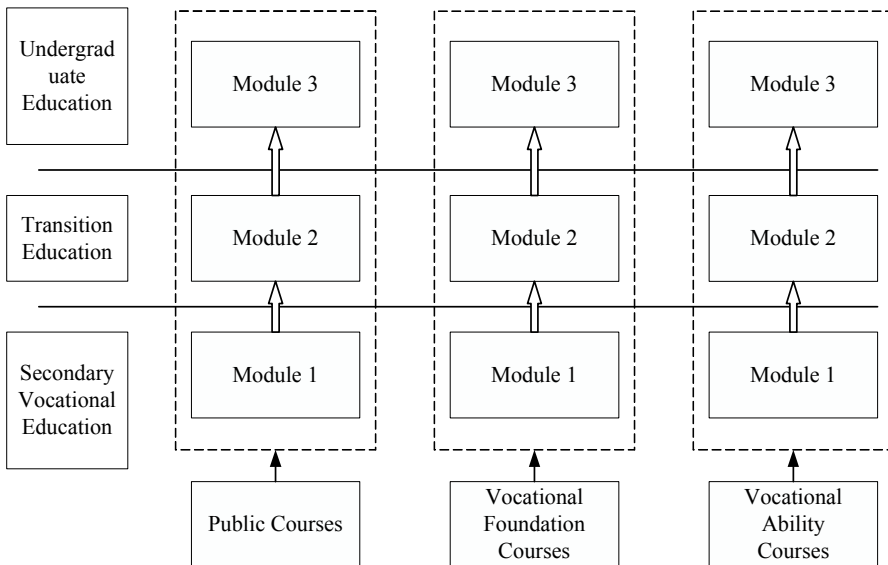 Undergrad
uate
Education
Module 3
Module 3
Module 3
Transition
Education
Module 2
Module 2
Module 2
Secondary
Vocational
Education
Module 1
Module 1
Module 1
Public Courses
Vocational
Foundation
Courses
Vocational
Ability
Courses